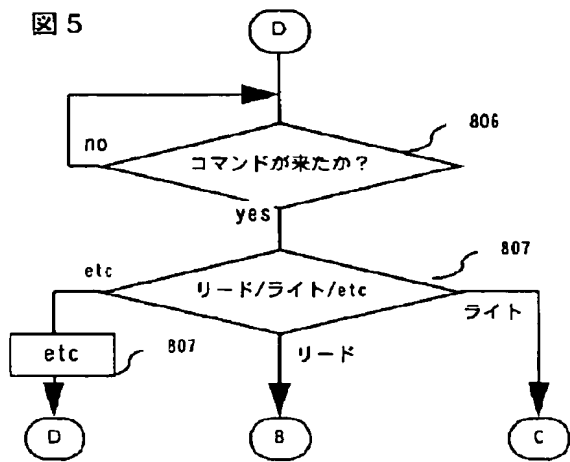 図5
D
806
no
コマンドが来たか?
yes
807
etc
リード/ライト/etc
ライト
etc
807
リード
D
B
C